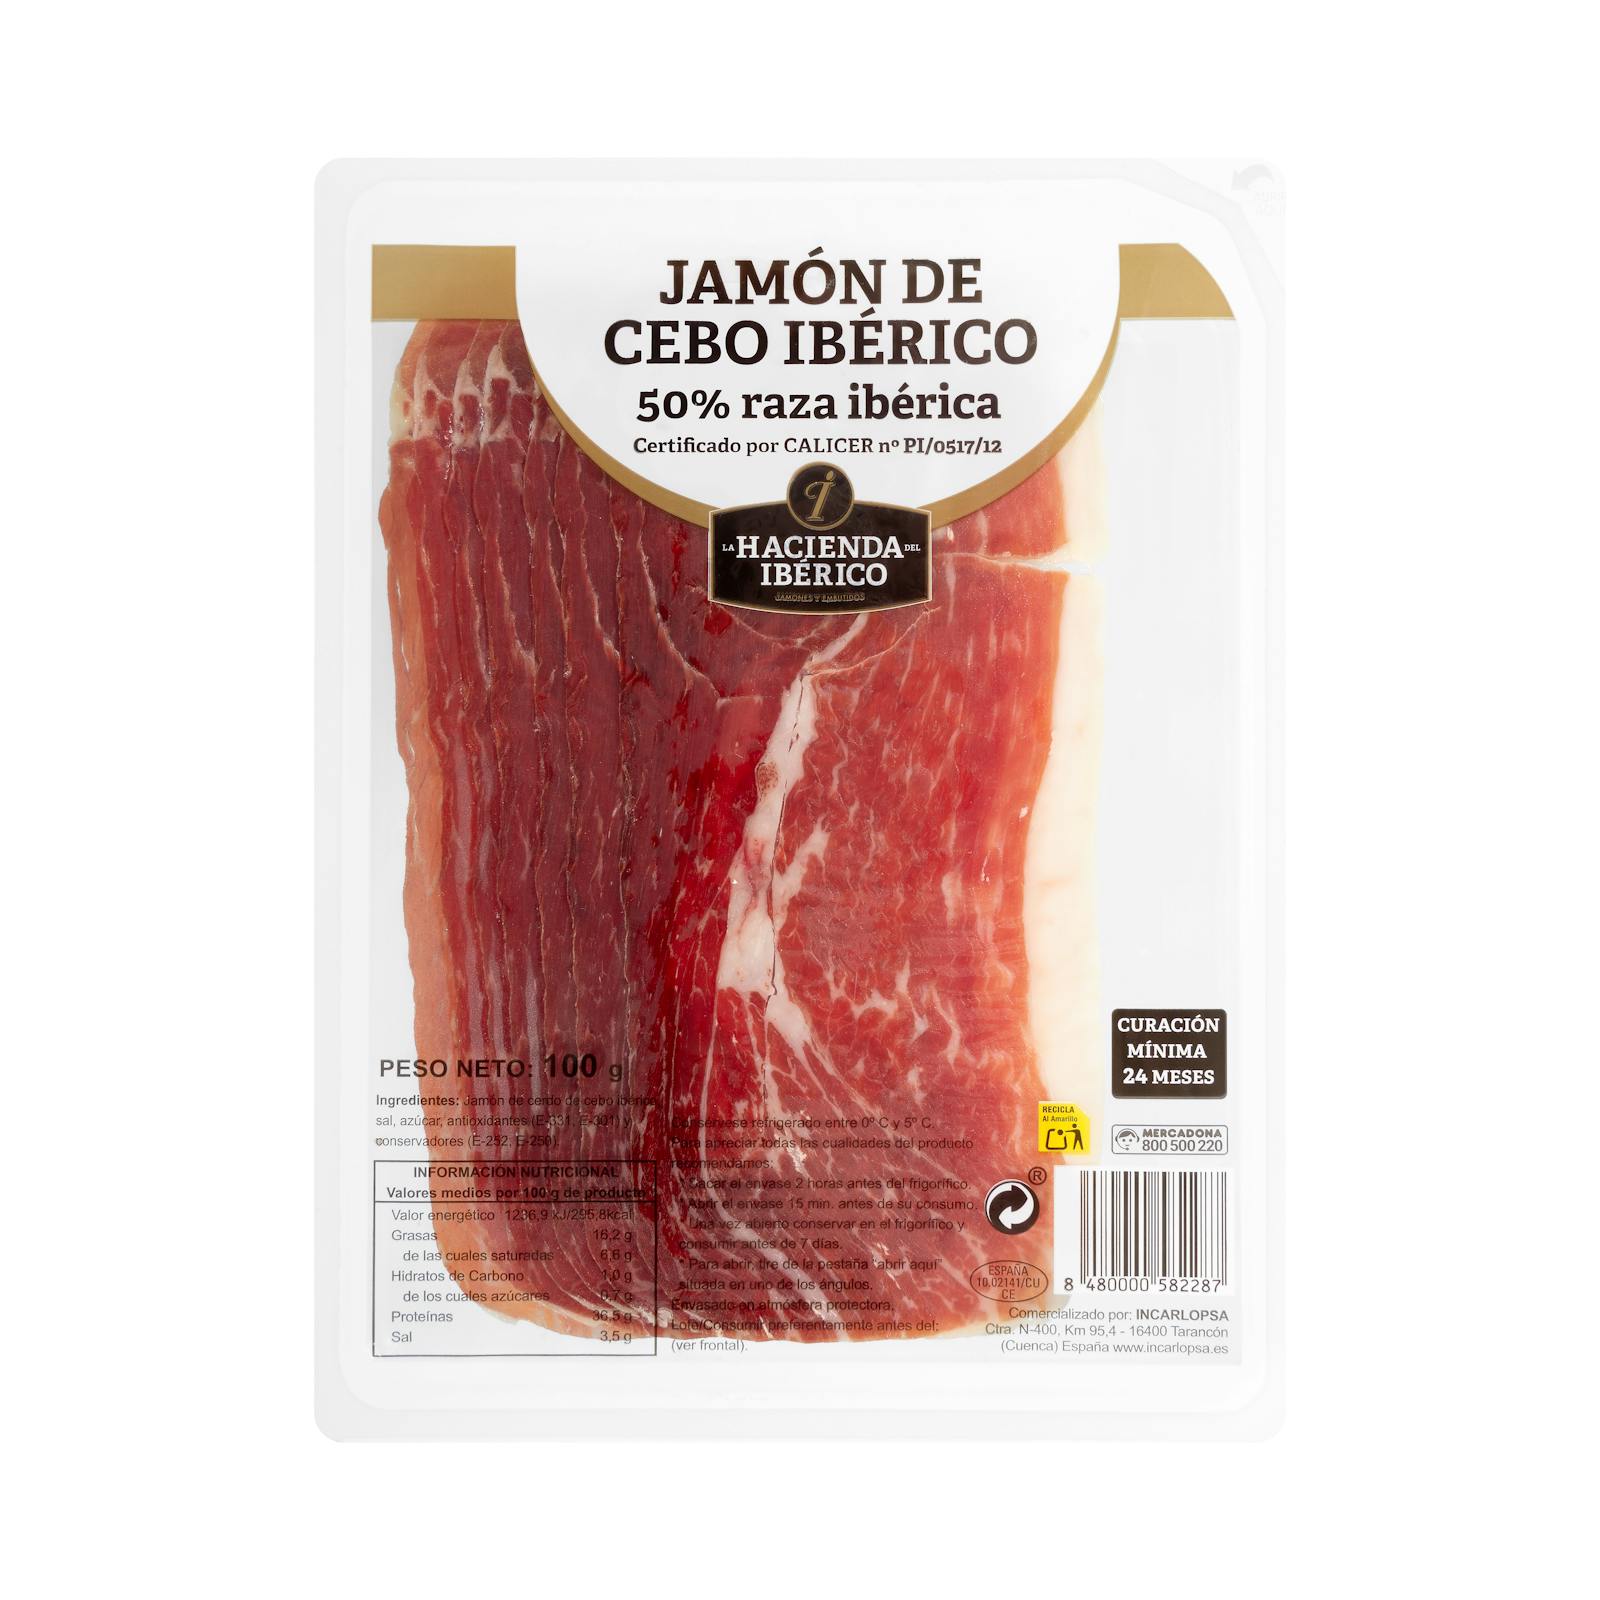 JAMÓN DE
CEBO IBÉRICO
50% raza ibérica
Certificado por CALICER nº PI/0517/12
LA HACIENDA DEL
IBÉRICO
JAMONES Y EMBUTIDOS
CURACIÓN
MÍNIMA
24 MESES
PESO NETO: 100 g
Ingredientes: Jamón de cerdo de cebo ibérico,
sal, azúcar, antioxidantes (E-331, E-301) y
conservadores (E-252, E-250).
INFORMACIÓN NUTRICIONAL
Valores medios por 100 g de producto
Valor energético 1236,9 kJ/295,8kcal
Grasas 16,2 g
de las cuales saturadas 6,6 g
Hidratos de Carbono 1,0 g
de los cuales azúcares 0,7 g
Proteínas 36,5 g
Sal 3,5 g
Consérvese refrigerado entre 0º C y 5º C.
Para apreciar todas las cualidades del producto
recomendamos:
* Sacar el envase 2 horas antes del frigorífico.
* Abrir el envase 15 min. antes de su consumo.
* Una vez abierto conservar en el frigorífico y
consumir antes de 7 días.
* Para abrir, tire de la pestaña "abrir aquí"
situada en uno de los ángulos.
Envasado en atmósfera protectora.
Lote/Consumir preferentemente antes del:
(ver frontal).
RECICLA
Al Amarillo
MERCADONA
800 500 220
®
ESPAÑA
10.02141/CU
CE
8 480000 582287
Comercializado por: INCARLOPSA
Ctra. N-400, Km 95,4 - 16400 Tarancón
(Cuenca) España www.incarlopsa.es